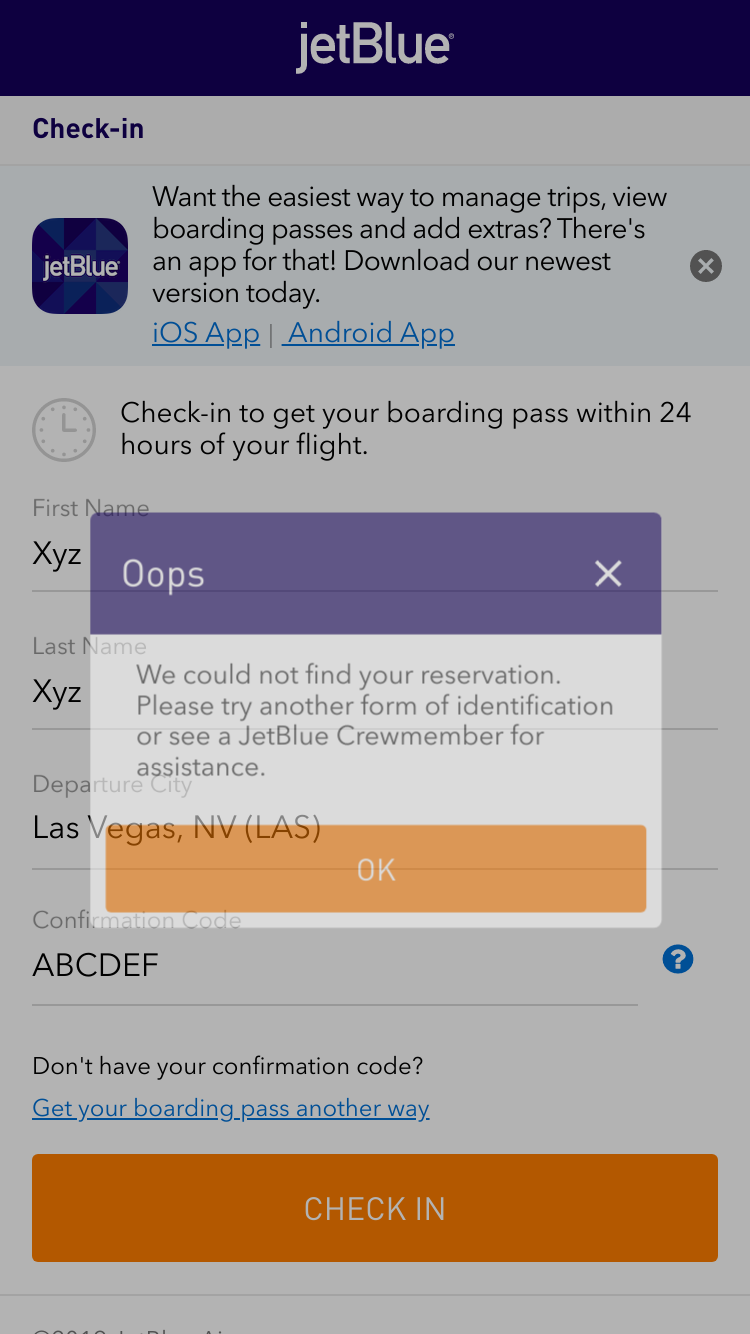 jetBlue
Check-in
Want the easiest way to manage trips, view
boarding passes and add extras? There's
an app for that! Download our newest
version today.
iOS App | Android App
jetBlue
Check-in to get your boarding pass within 24
hours of your flight.
First Name
Xyz
Oops
Last Name
Xyz
We could not find your reservation.
Please try another form of identification
or see a JetBlue Crewmember for
assistance.
Departure City
Las Vegas, NV (LAS)
OK
Confirmation Code
ABCDEF
?
Don't have your confirmation code?
Get your boarding pass another way
CHECK IN